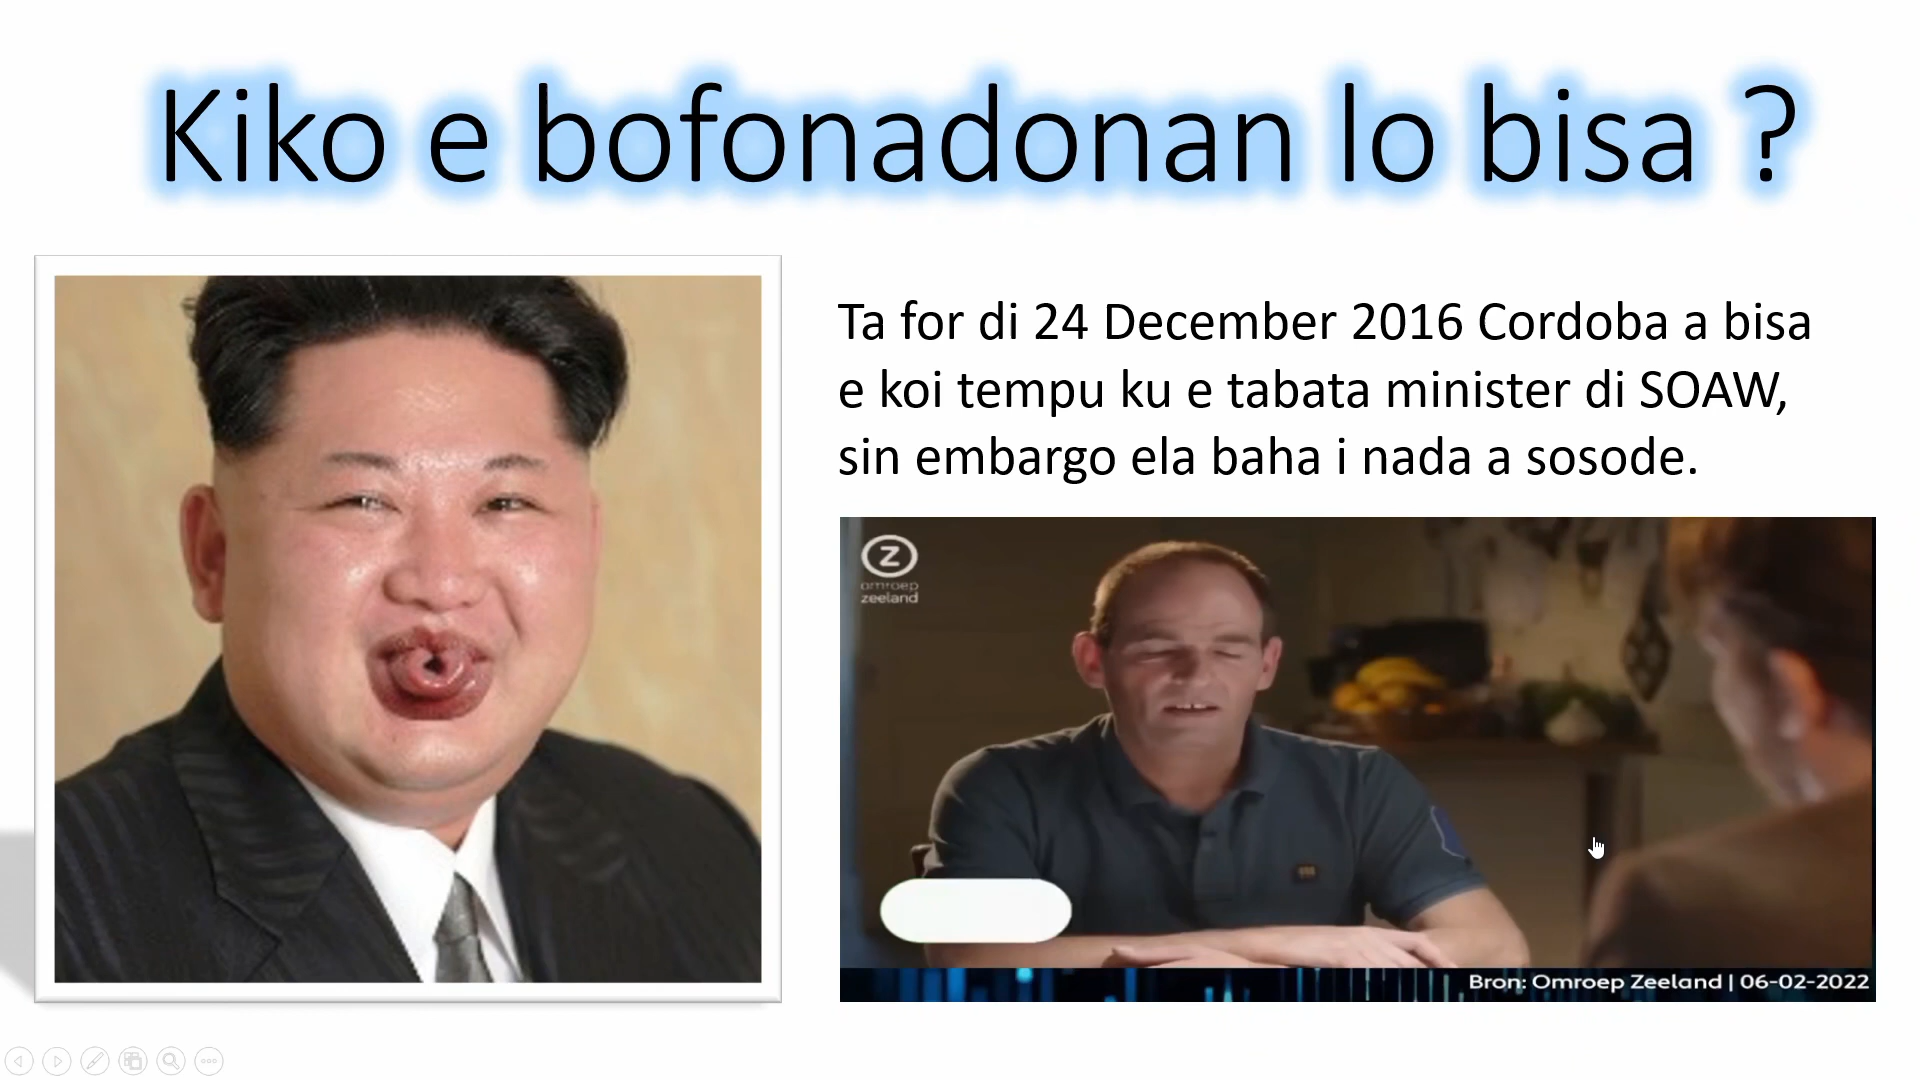 Kiko e bofonadonan lo bisa ?
Ta for di 24 December 2016 Cordoba a bisa
e koi tempu ku e tabata minister di SOAW,
sin embargo ela baha i nada a sosode.
Z
omroep
zeeland
Bron: Omroep Zeeland | 06-02-2022